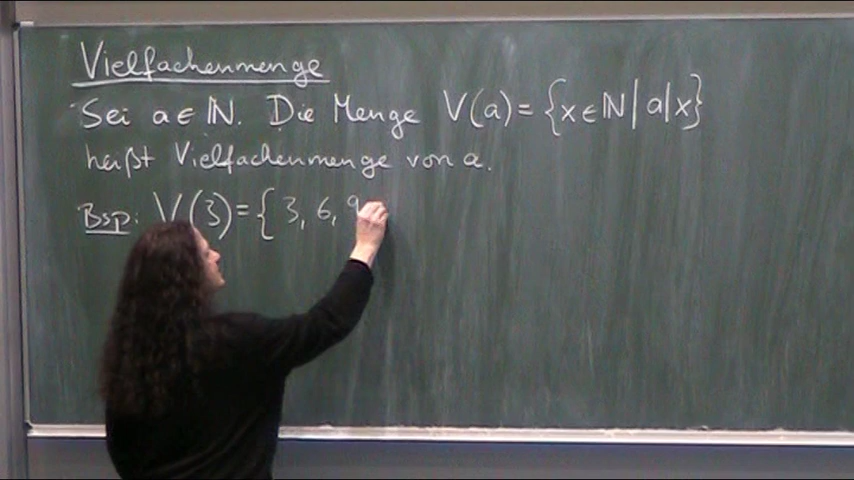 Vielfachenmenge
Sei a ∈ ℕ. Die Menge V(a) = {x ∈ ℕ | a | x}
heißt Vielfachenmenge von a.
Bsp: V(3) = { 3, 6, 9